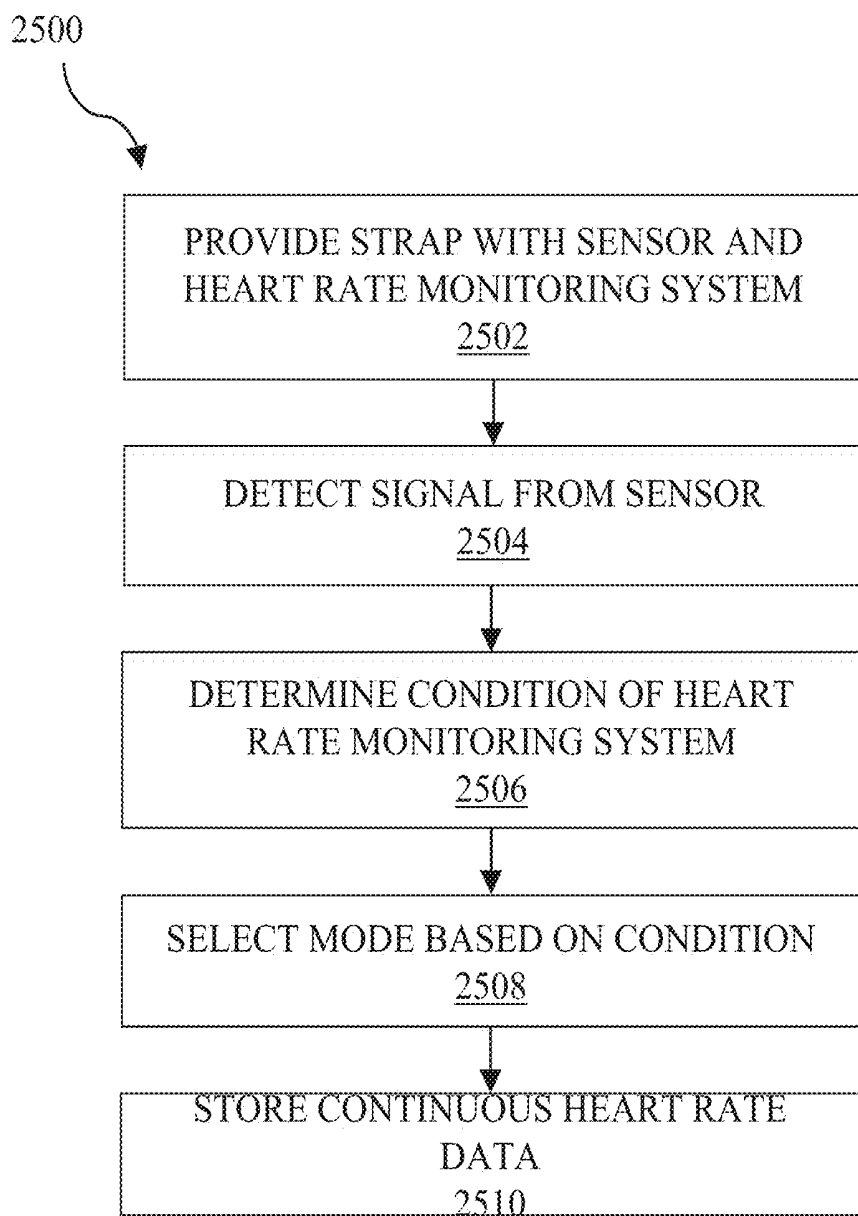 2500
PROVIDE STRAP WITH SENSOR AND
HEART RATE MONITORING SYSTEM
2502
DETECT SIGNAL FROM SENSOR
2504
DETERMINE CONDITION OF HEART
RATE MONITORING SYSTEM
2506
SELECT MODE BASED ON CONDITION
2508
STORE CONTINUOUS HEART RATE
DATA
2510